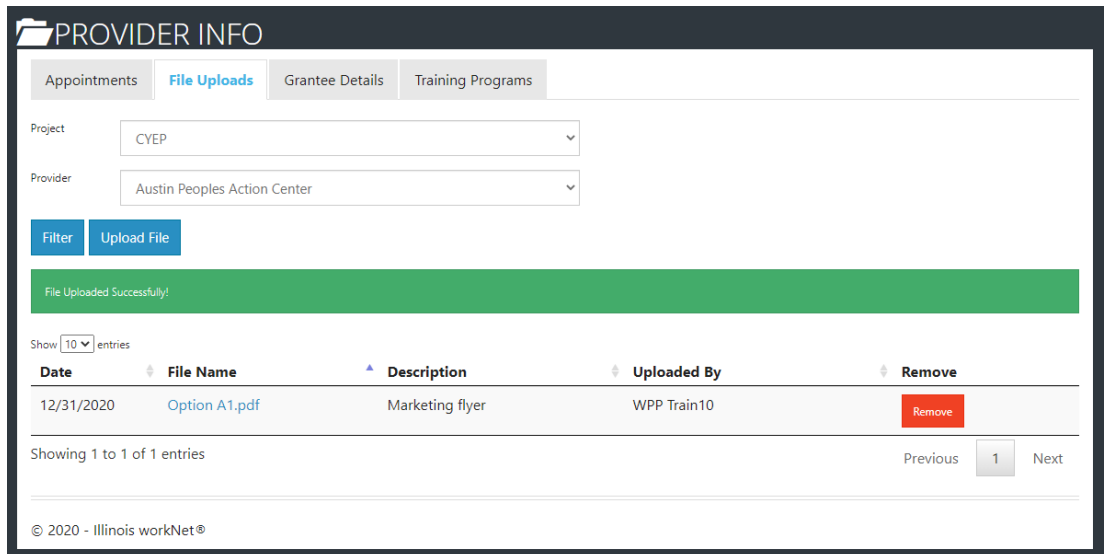 PROVIDER INFO
Appointments File Uploads Grantee Details Training Programs
Project CYEP
Provider Austin Peoples Action Center
Filter Upload File
File Uploaded Successfully!
Show 10 entries
Date File Name Description Uploaded By Remove
12/31/2020 Option A1.pdf Marketing flyer WPP Train10 Remove
Showing 1 to 1 of 1 entries Previous 1 Next
© 2020 - Illinois workNet®